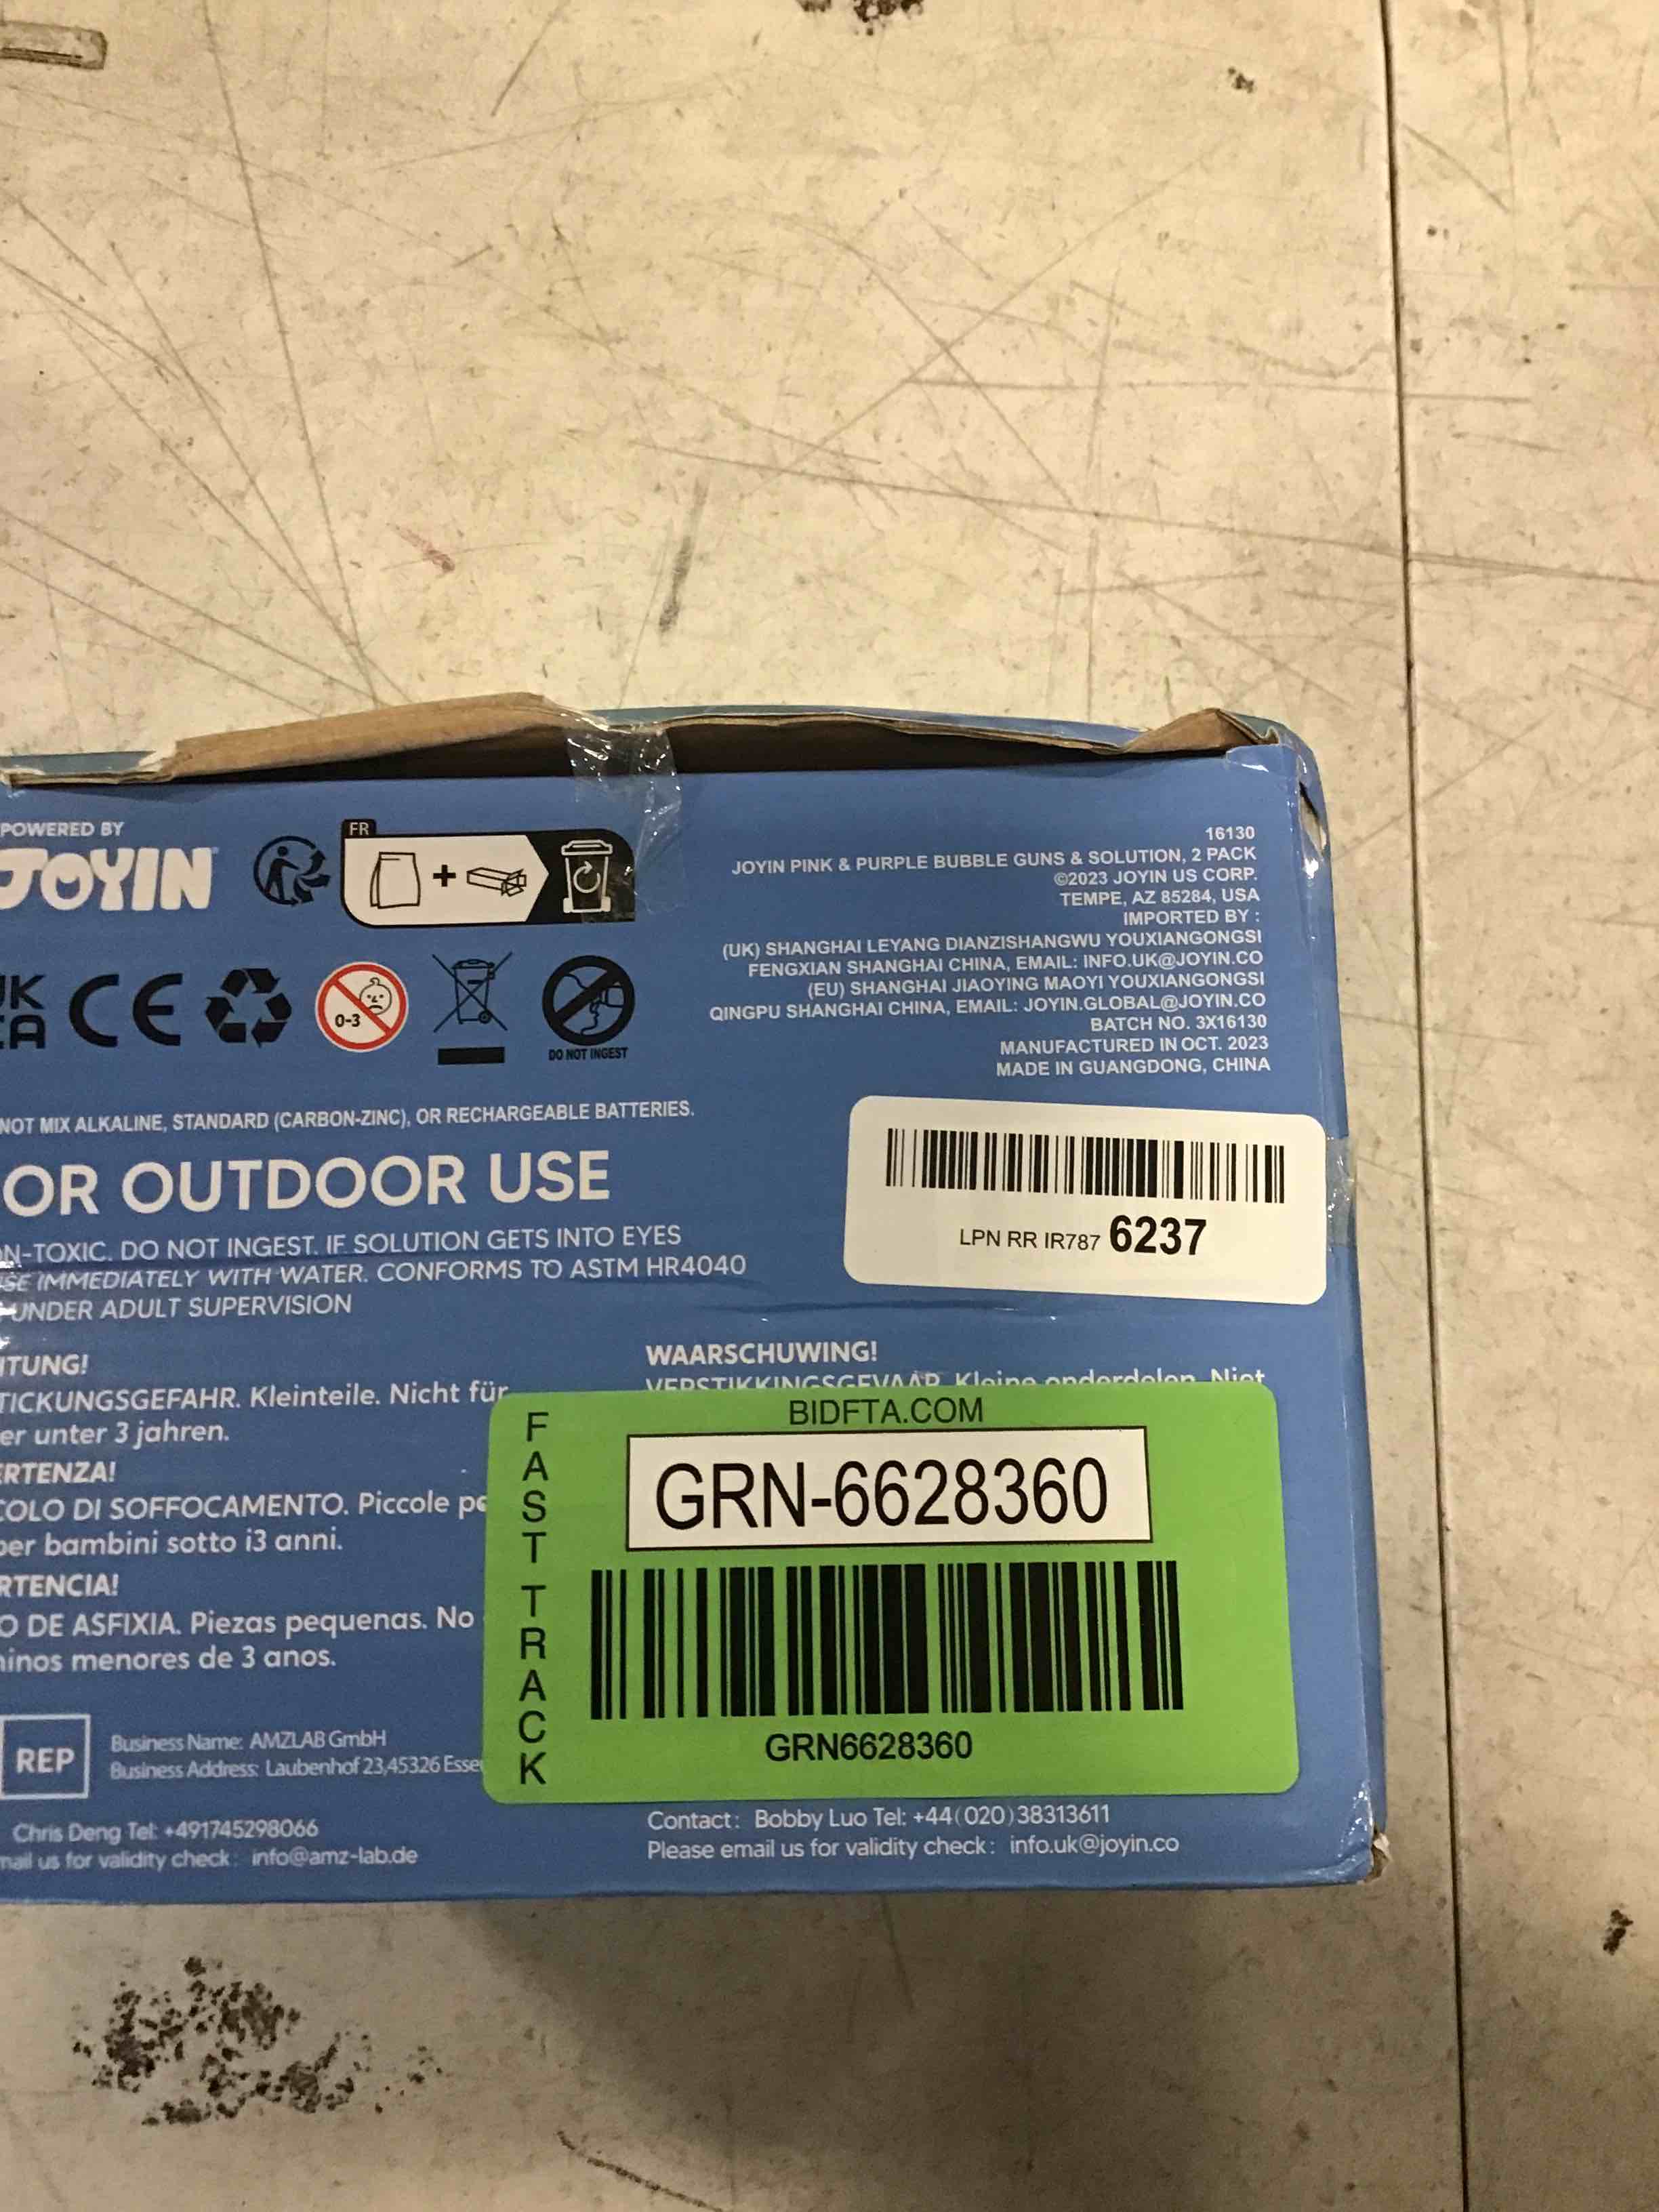 POWERED BY
JOYIN
FR
+
16130
JOYIN PINK & PURPLE BUBBLE GUNS & SOLUTION, 2 PACK
©2023 JOYIN US CORP.
TEMPE, AZ 85284, USA
IMPORTED BY :
(UK) SHANGHAI LEYANG DIANZISHANGWU YOUXIANGONGSI
FENGXIAN SHANGHAI CHINA, EMAIL: INFO.UK@JOYIN.CO
(EU) SHANGHAI JIAOYING MAOYI YOUXIANGONGSI
QINGPU SHANGHAI CHINA, EMAIL: JOYIN.GLOBAL@JOYIN.CO
BATCH NO. 3X16130
MANUFACTURED IN OCT. 2023
MADE IN GUANGDONG, CHINA
UK
CA
CE
0-3
DO NOT INGEST
NOT MIX ALKALINE, STANDARD (CARBON-ZINC), OR RECHARGEABLE BATTERIES.
OR OUTDOOR USE
N-TOXIC. DO NOT INGEST. IF SOLUTION GETS INTO EYES
SE IMMEDIATELY WITH WATER. CONFORMS TO ASTM HR4040
UNDER ADULT SUPERVISION
LPN RR IR787 6237
TUNG!
TICKUNGSGEFAHR. Kleinteile. Nicht für
er unter 3 jahren.
ERTENZA!
COLO DI SOFFOCAMENTO. Piccole
per bambini sotto i3 anni.
RTENCIA!
O DE ASFIXIA. Piezas pequenas. No
inos menores de 3 anos.
WAARSCHUWING!
VERSTIKKINGSGEVAAR. Kleine onderdelen. Niet
FAST TRACK
BIDFTA.COM
GRN-6628360
GRN6628360
REP
Business Name: AMZLAB GmbH
Business Address: Laubenhof 23,45326 Esse
Chris Deng Tel: +491745298066
mail us for validity check: info@amz-lab.de
Contact: Bobby Luo Tel: +44(020)38313611
Please email us for validity check: info.uk@joyin.co